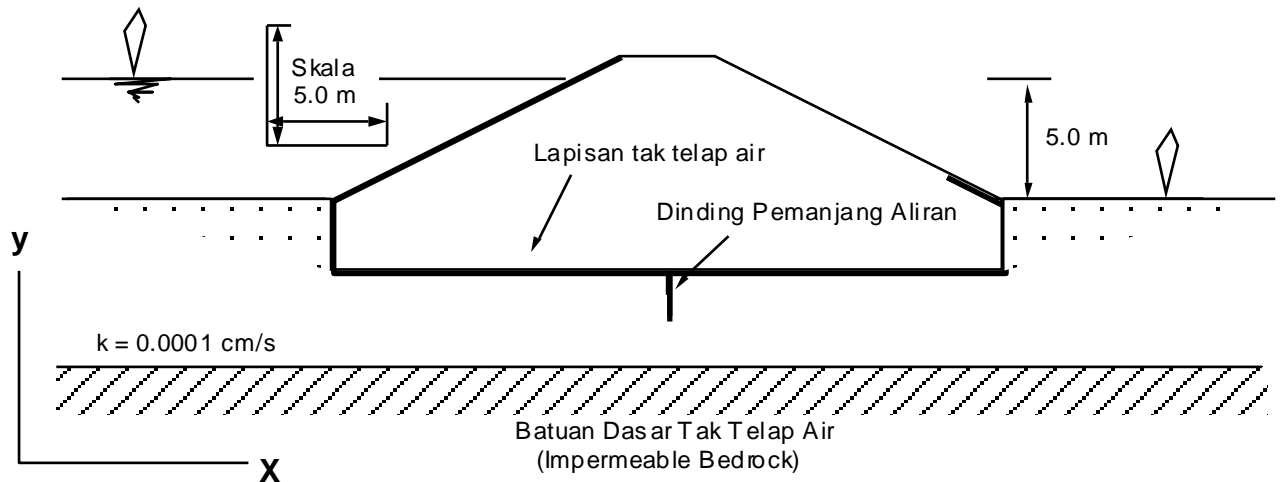 Skala
5.0 m
5.0 m
Lapisan tak telap air
Dinding Pemanjang Aliran
y
k = 0.0001 cm/s
Batuan Dasar Tak Telap Air
(Impermeable Bedrock)
X